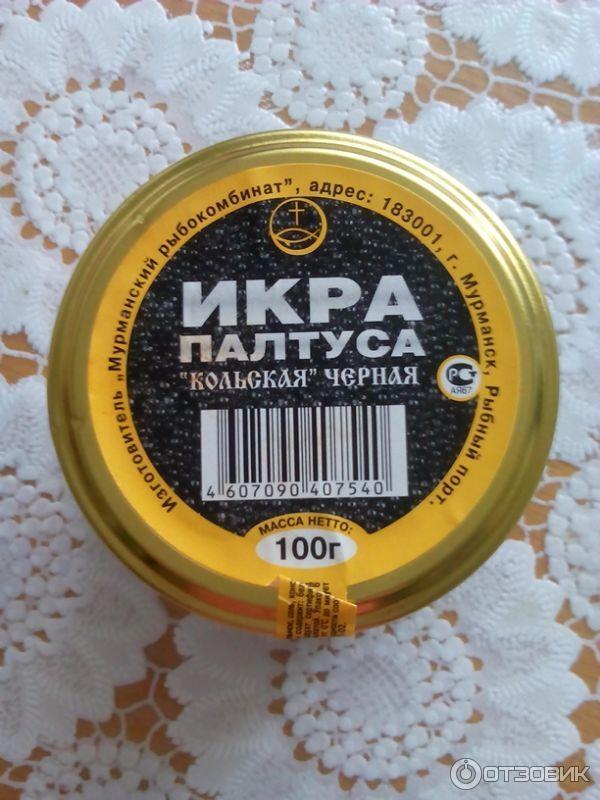 Изготовитель „Мурманский рыбокомбинат”, адрес: 183001, г. Мурманск, Рыбный порт.
ИКРА
ПАЛТУСА
"КОЛЬСКАЯ" ЧЕРНАЯ
РСТ
АЯ67
4 607090 407540
МАССА НЕТТО:
100г
ОТЗОВИК